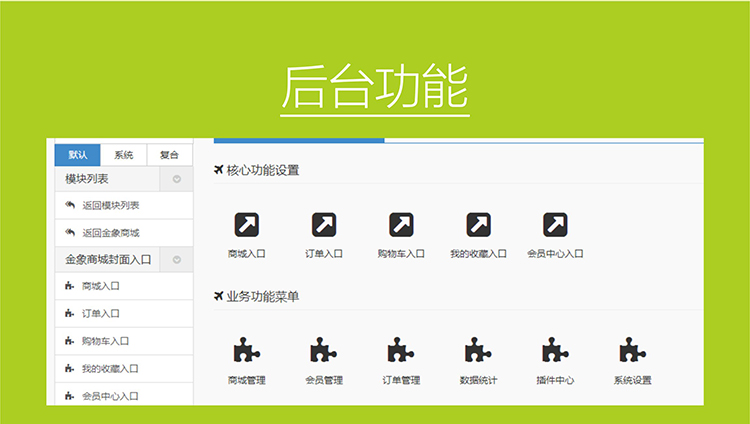 后台功能
默认 系统 复合
模块列表
返回模块列表
返回金象商城
金象商城封面入口
商城入口
订单入口
购物车入口
我的收藏入口
会员中心入口
核心功能设置
商城入口 订单入口 购物车入口 我的收藏入口 会员中心入口
业务功能菜单
商城管理 会员管理 订单管理 数据统计 插件中心 系统设置